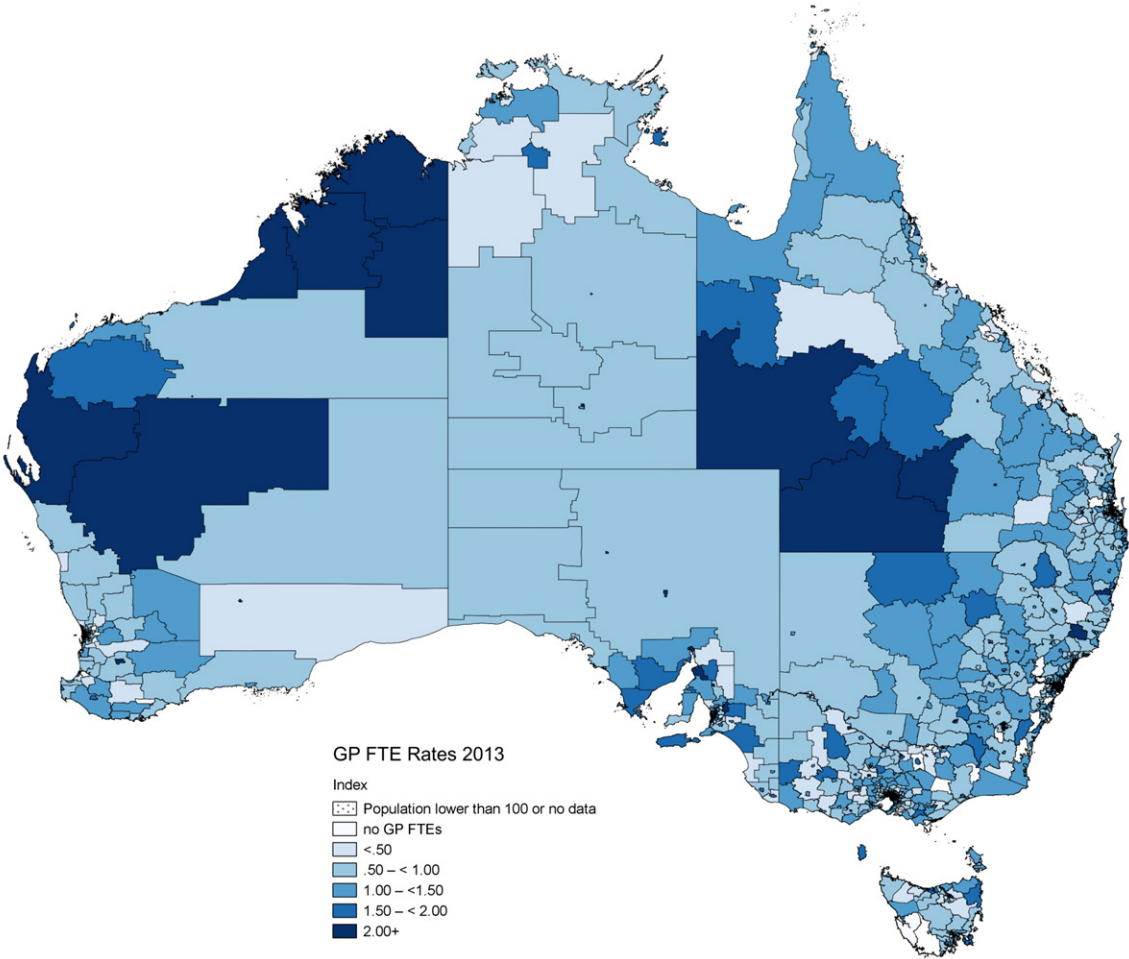 GP FTE Rates 2013
Index
Population lower than 100 or no data
no GP FTEs
<.50
.50 – < 1.00
1.00 – <1.50
1.50 – < 2.00
2.00+